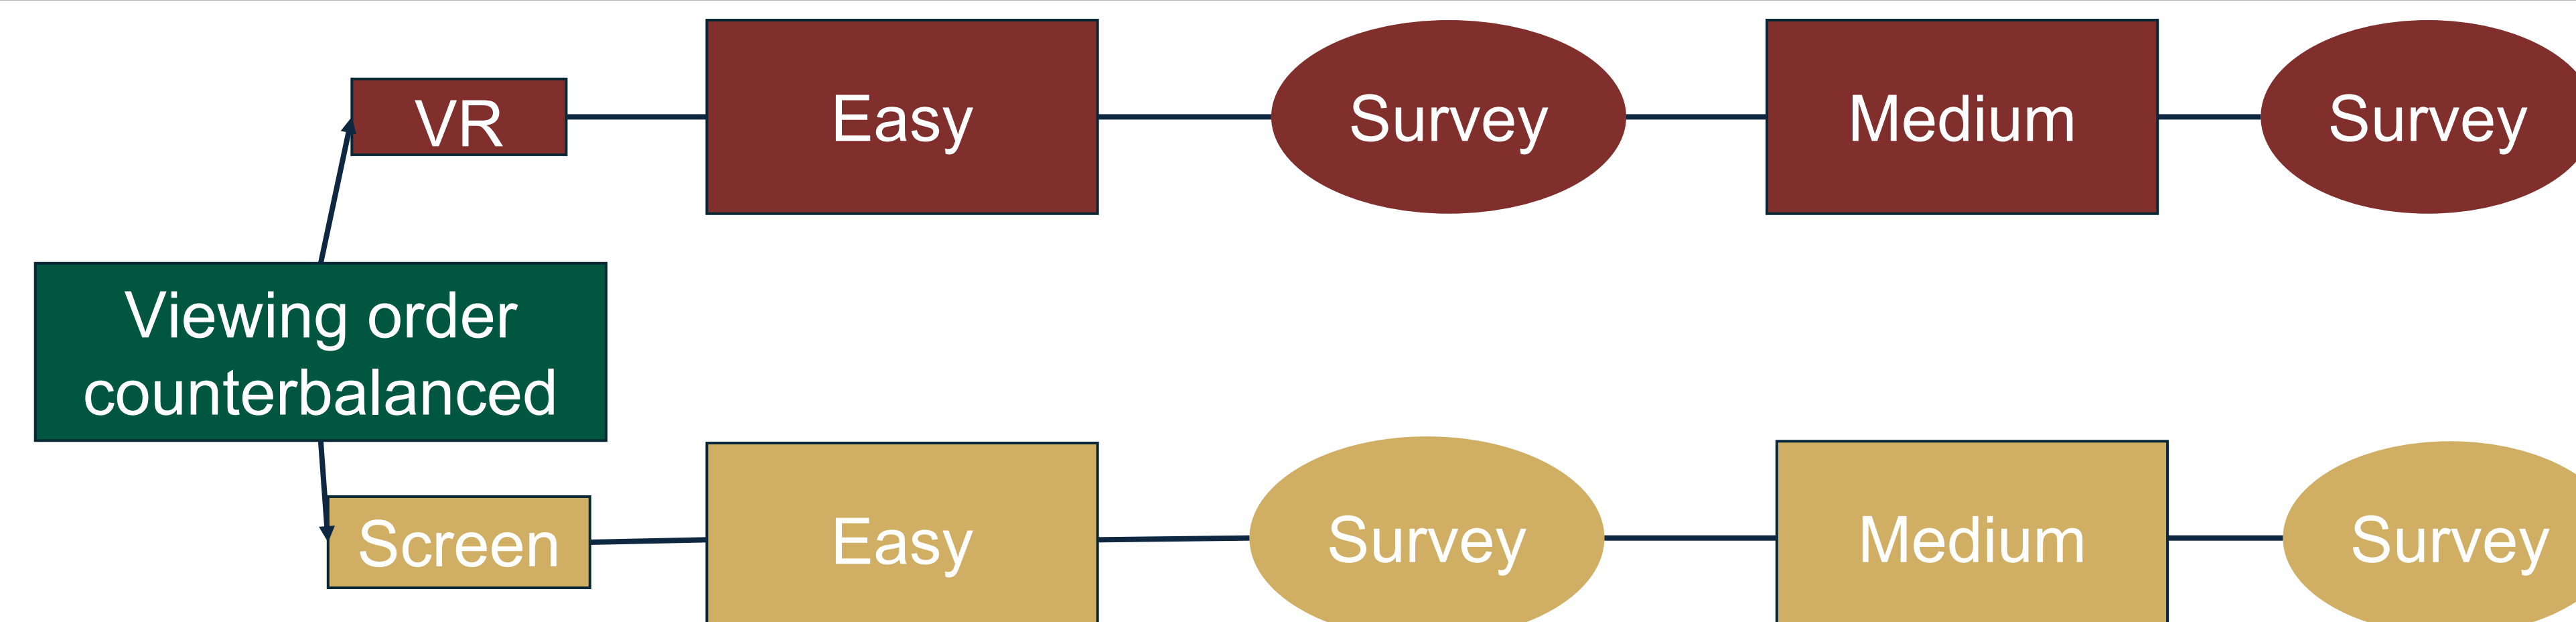 VR
Easy
Survey
Medium
Survey
Viewing order
counterbalanced
Screen
Easy
Survey
Medium
Survey